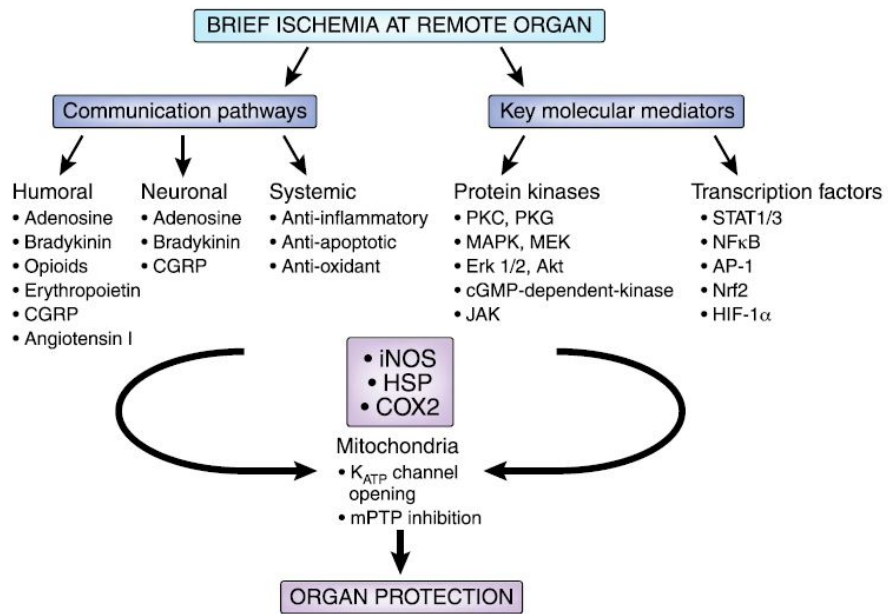 BRIEF ISCHEMIA AT REMOTE ORGAN
Communication pathways
Key molecular mediators
Humoral
• Adenosine
• Bradykinin
• Opioids
• Erythropoietin
• CGRP
• Angiotensin I
Neuronal
• Adenosine
• Bradykinin
• CGRP
Systemic
• Anti-inflammatory
• Anti-apoptotic
• Anti-oxidant
Protein kinases
• PKC, PKG
• MAPK, MEK
• Erk 1/2, Akt
• cGMP-dependent-kinase
• JAK
Transcription factors
• STAT1/3
• NFκB
• AP-1
• Nrf2
• HIF-1α
• iNOS
• HSP
• COX2
Mitochondria
• KATP channel
opening
• mPTP inhibition
ORGAN PROTECTION